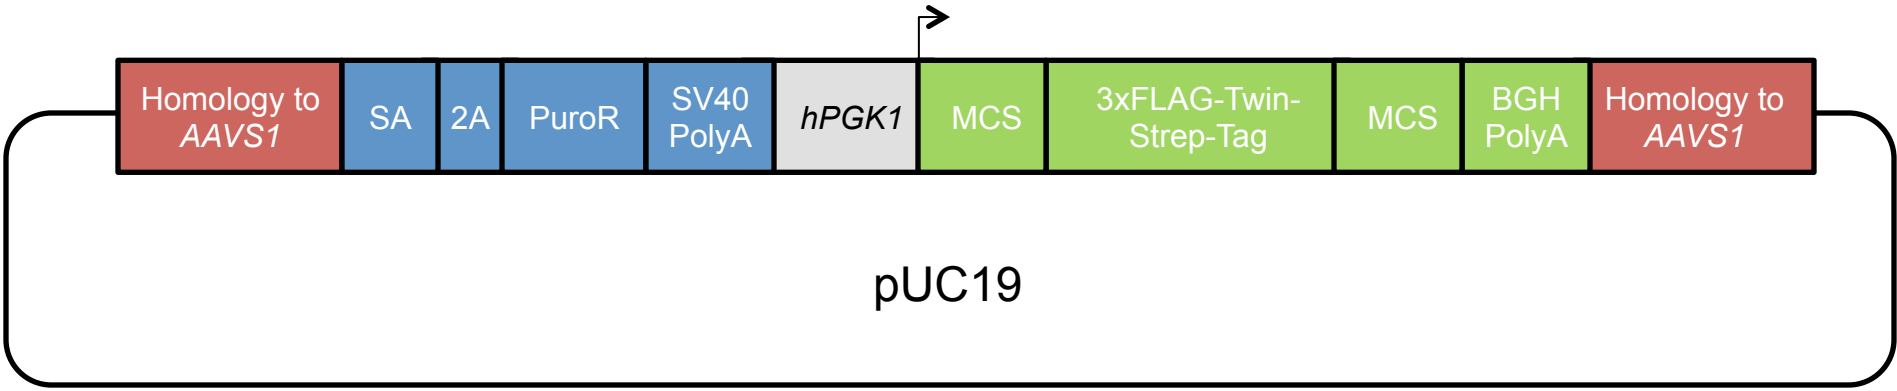 Homology to
AAVS1
SA
2A
PuroR
SV40
PolyA
hPGK1
MCS
3xFLAG-Twin-
Strep-Tag
MCS
BGH
PolyA
Homology to
AAVS1
pUC19